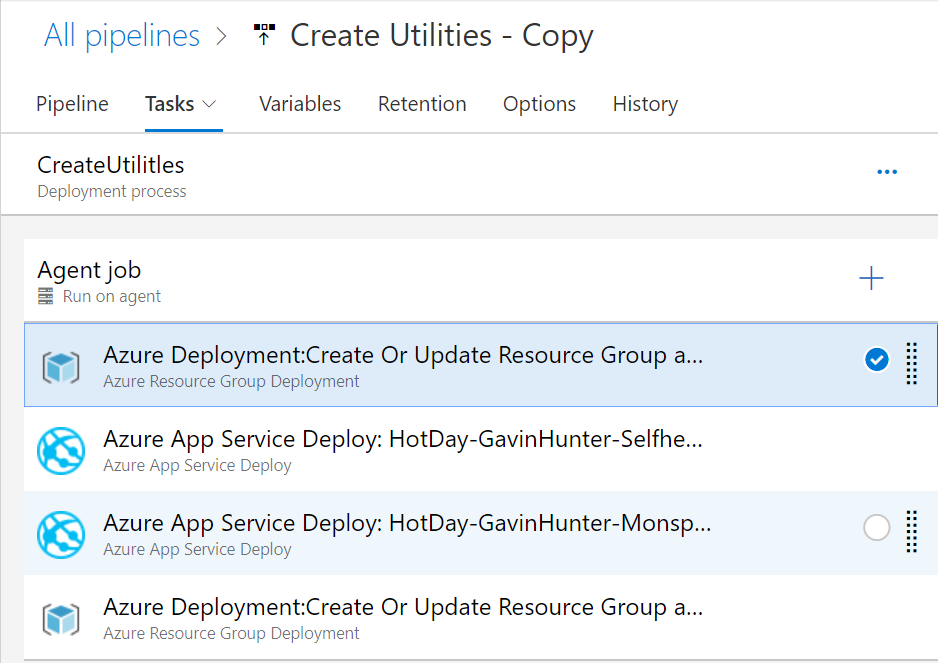 All pipelines > Create Utilities - Copy
Pipeline Tasks Variables Retention Options History
CreateUtilitles
Deployment process
...
Agent job
Run on agent
Azure Deployment:Create Or Update Resource Group a...
Azure Resource Group Deployment
Azure App Service Deploy: HotDay-GavinHunter-Selfhe...
Azure App Service Deploy
Azure App Service Deploy: HotDay-GavinHunter-Monsp...
Azure App Service Deploy
Azure Deployment:Create Or Update Resource Group a...
Azure Resource Group Deployment